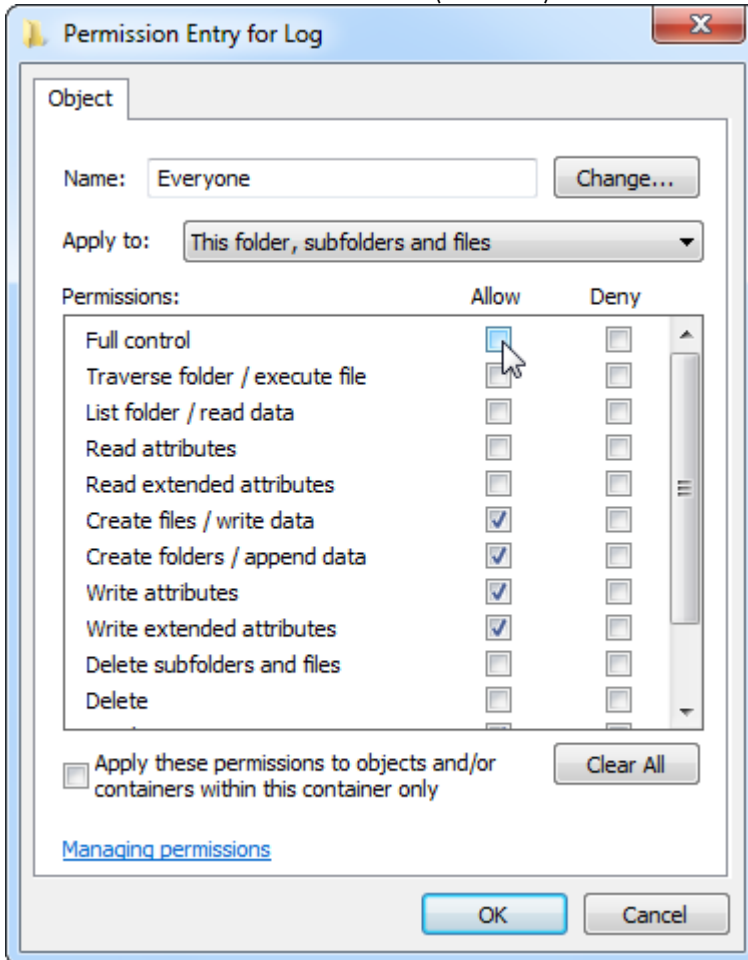 Permission Entry for Log
Object
Name: Everyone Change...
Apply to: This folder, subfolders and files
Permissions: Allow Deny
Full control
Traverse folder / execute file
List folder / read data
Read attributes
Read extended attributes
Create files / write data
Create folders / append data
Write attributes
Write extended attributes
Delete subfolders and files
Delete
Apply these permissions to objects and/or
containers within this container only
Clear All
Managing permissions
OK Cancel